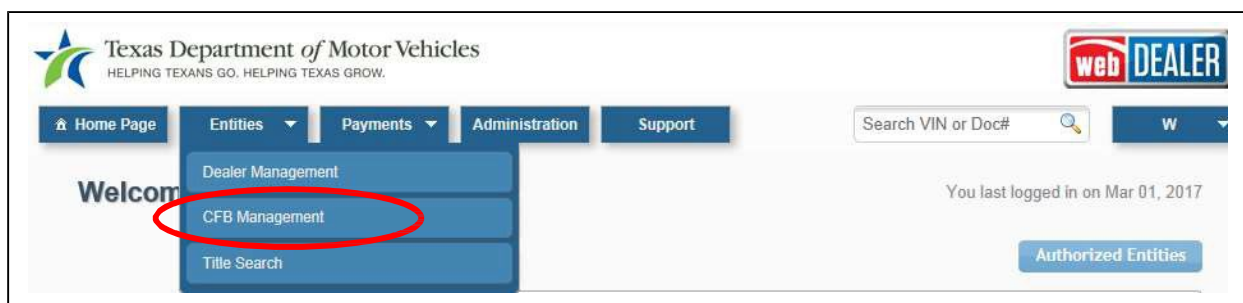 Texas Department of Motor Vehicles
HELPING TEXANS GO. HELPING TEXAS GROW.
web DEALER
Home Page Entities Payments Administration Support Search VIN or Doc# W
Dealer Management
Welcom You last logged in on Mar 01, 2017
CFB Management
Authorized Entities
Title Search